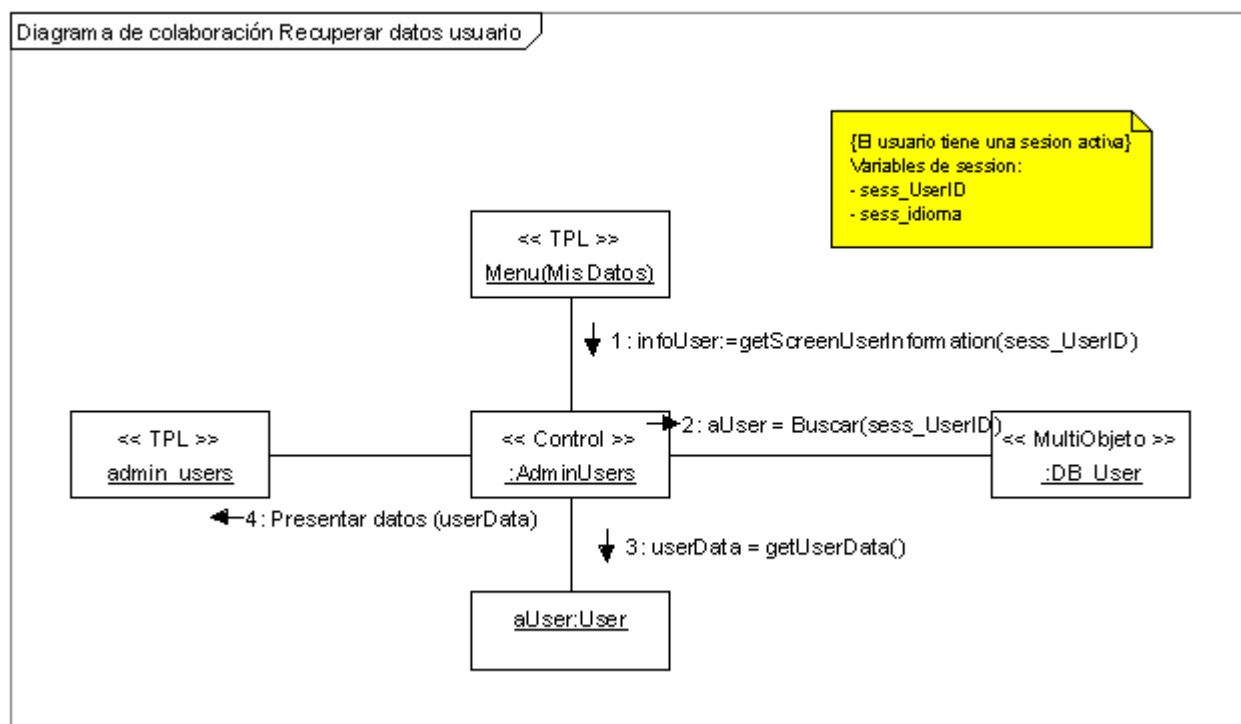 Diagrama de colaboración Recuperar datos usuario
{El usuario tiene una sesion activa}
Variables de session:
- sess_UserID
- sess_idioma
<< TPL >>
Menu(MisDatos)
1: infoUser:=getScreenUserInformation(sess_UserID)
<< TPL >>
admin_users
<< Control >>
:AdminUsers
2: aUser = Buscar(sess_UserID)
<< MultiObjeto >>
:DB_User
4: Presentar datos (userData)
3: userData = getUserData()
aUser:User